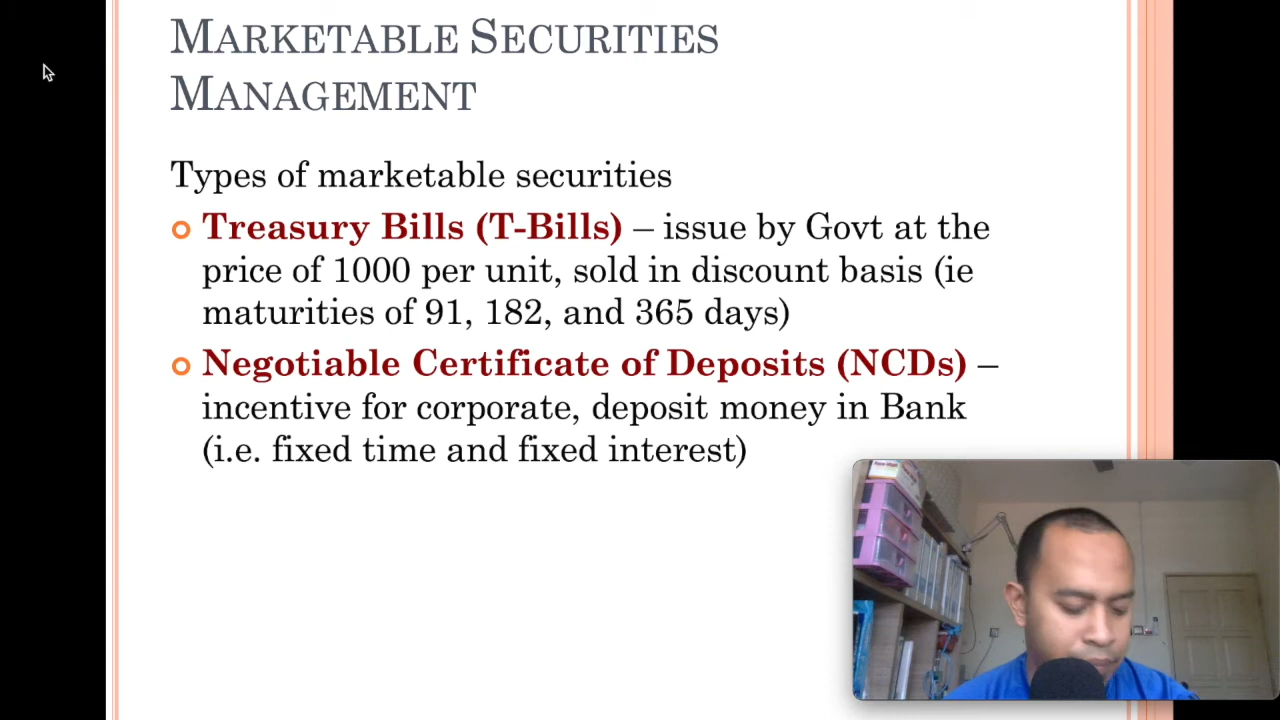 MARKETABLE SECURITIES
MANAGEMENT
Types of marketable securities
Treasury Bills (T-Bills) – issue by Govt at the
price of 1000 per unit, sold in discount basis (ie
maturities of 91, 182, and 365 days)
Negotiable Certificate of Deposits (NCDs) –
incentive for corporate, deposit money in Bank
(i.e. fixed time and fixed interest)